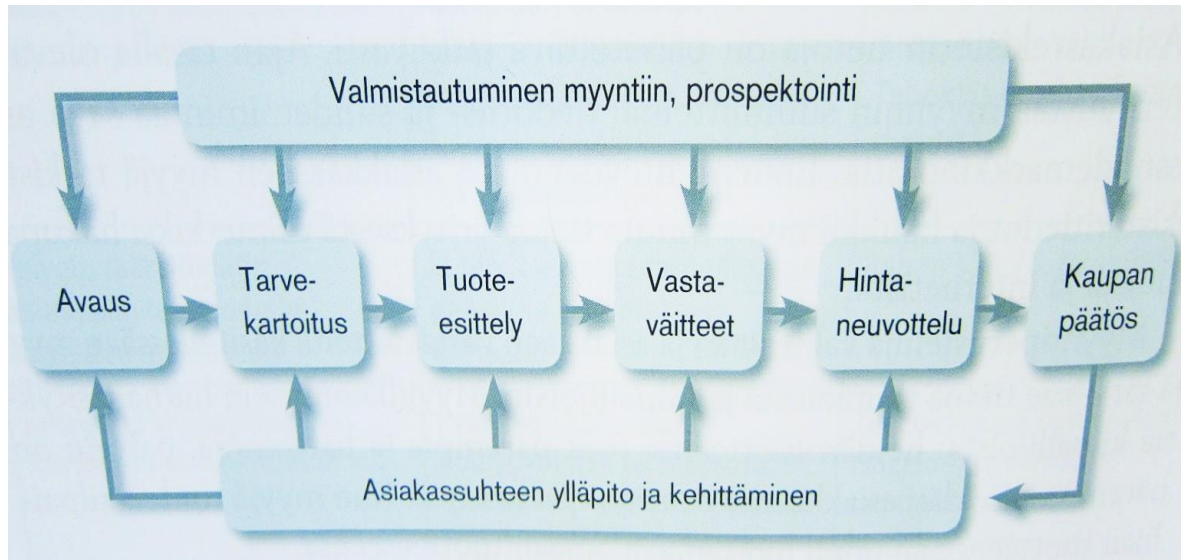 Valmistautuminen myyntiin, prospektointi
Avaus
Tarve-
kartoitus
Tuote-
esittely
Vasta-
väitteet
Hinta-
neuvottelu
Kaupan
päätös
Asiakassuhteen ylläpito ja kehittäminen